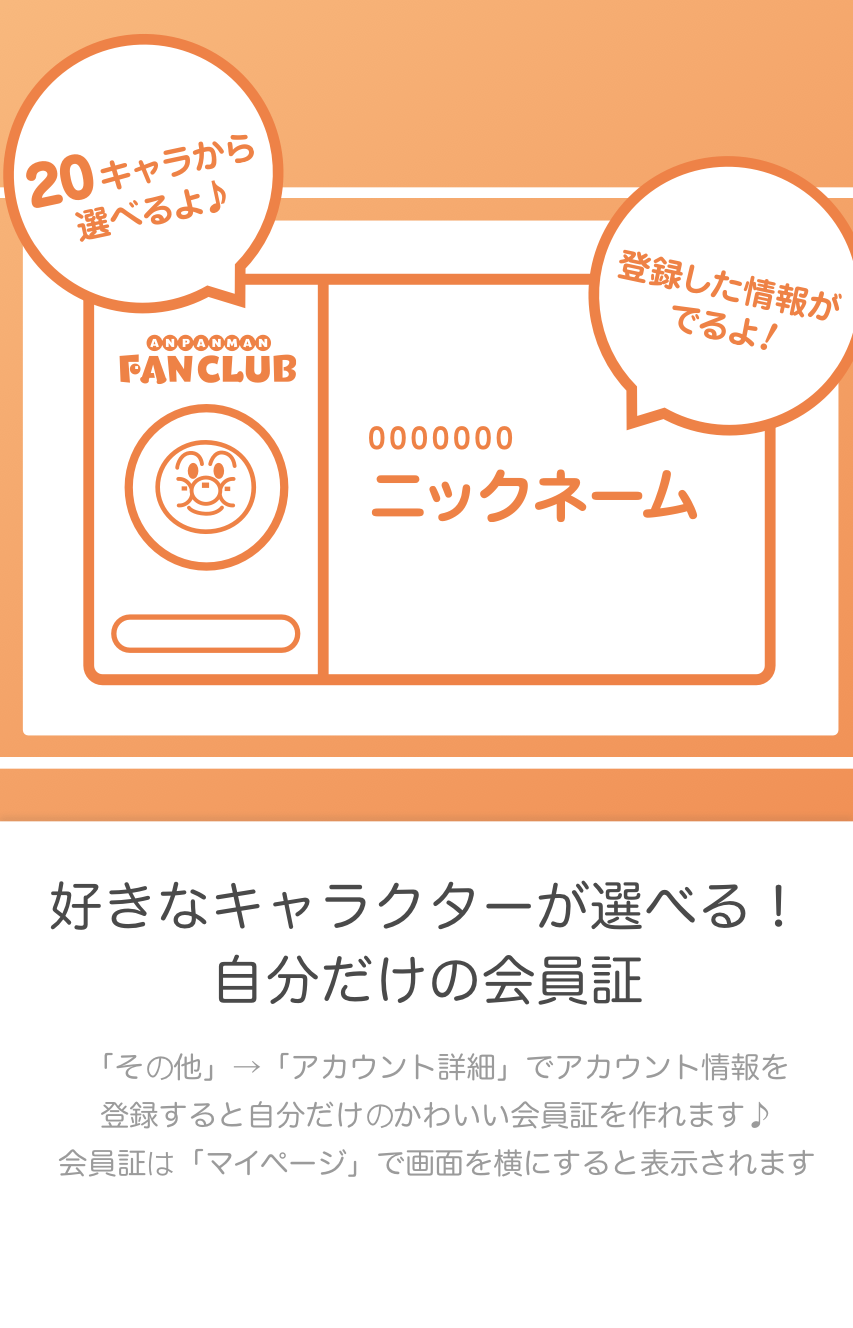 20キャラから
選べるよ♪
登録した情報が
でるよ！
ANPANMAN
FANCLUB
0000000
ニックネーム
好きなキャラクターが選べる！
自分だけの会員証
「その他」→「アカウント詳細」でアカウント情報を
登録すると自分だけのかわいい会員証を作れます♪
会員証は「マイページ」で画面を横にすると表示されます